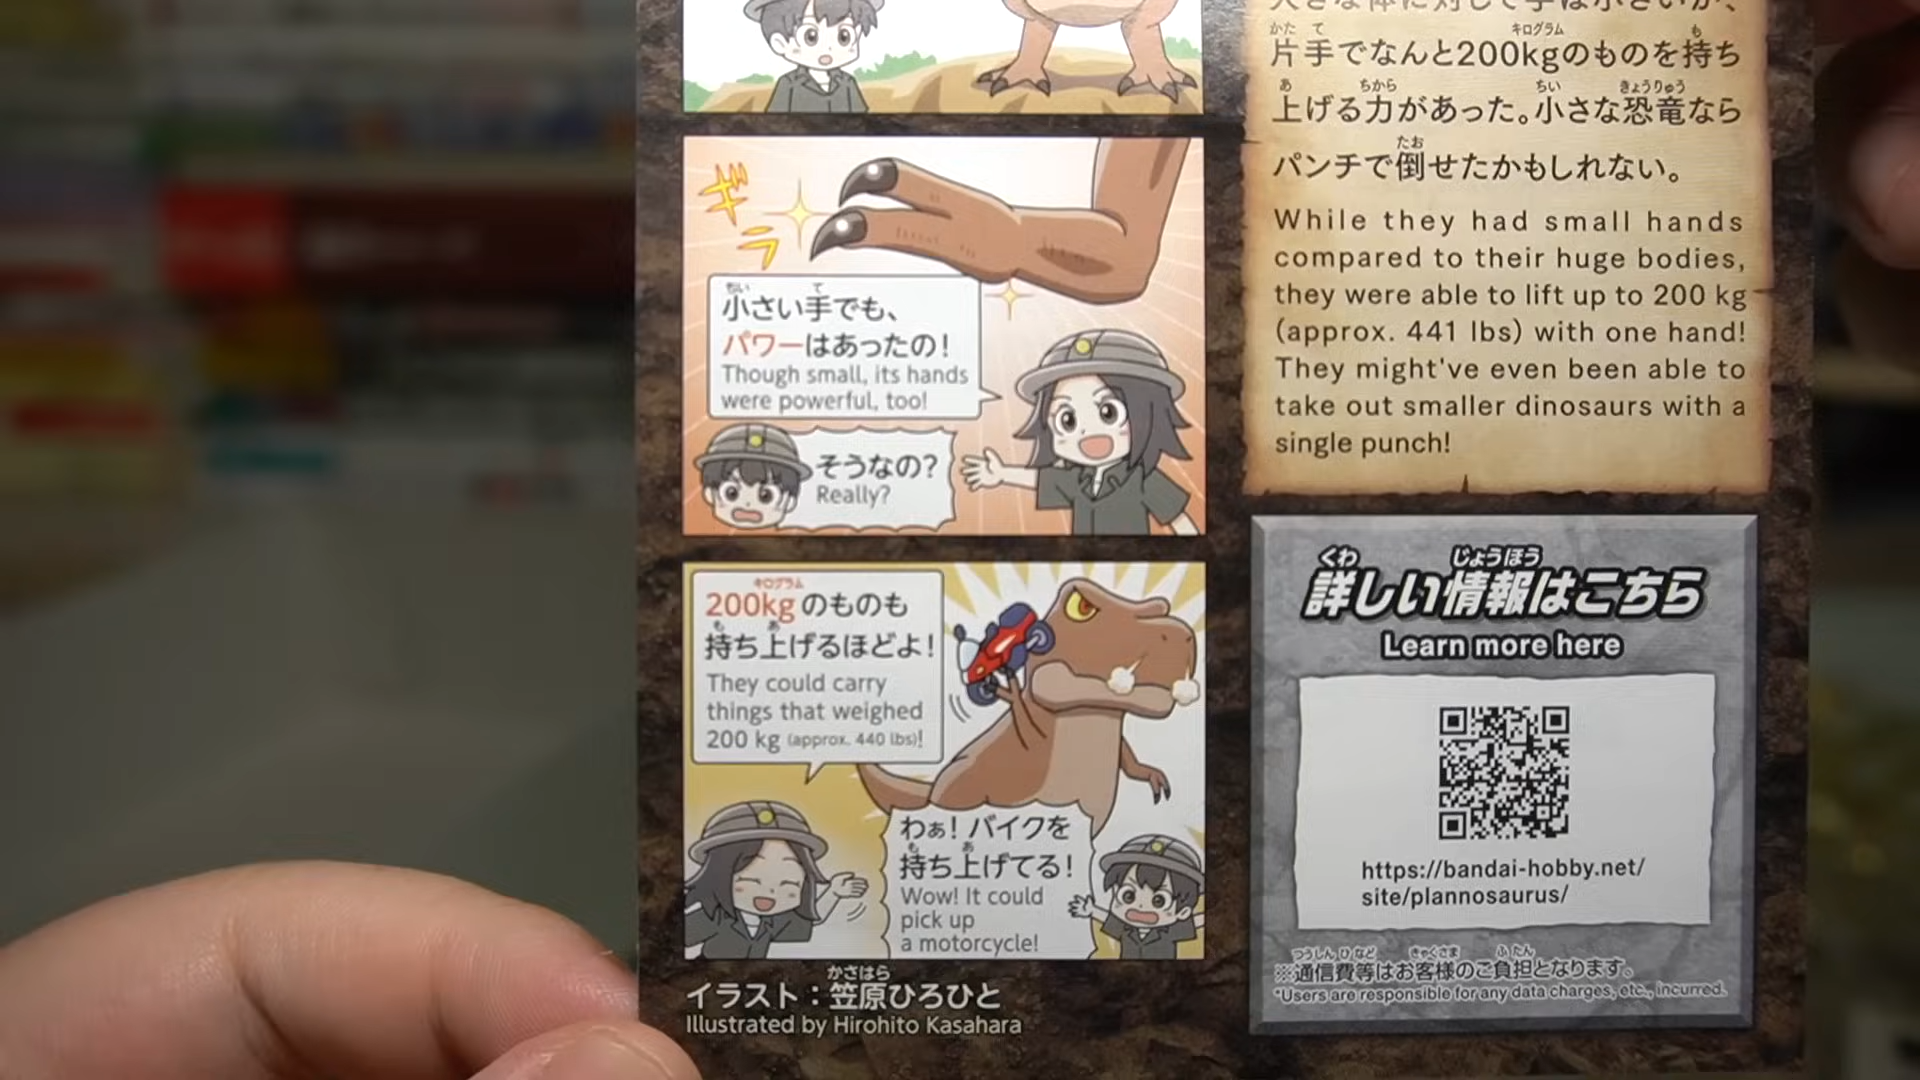 ギラ
小さい手でも、
パワーはあったの！
Though small, its hands
were powerful, too!
そうなの？
Really?
200kgのものも
持ち上げるほどよ！
They could carry
things that weighed
200 kg (approx. 440 lbs)!
わぁ！バイクを
持ち上げてる！
Wow! It could
pick up
a motorcycle!
イラスト：笠原ひろひと
Illustrated by Hirohito Kasahara
片手でなんと200kgのものを持ち
上げる力があった。小さな恐竜なら
パンチで倒せたかもしれない。
While they had small hands
compared to their huge bodies,
they were able to lift up to 200 kg
(approx. 441 lbs) with one hand!
They might've even been able to
take out smaller dinosaurs with a
single punch!
詳しい情報はこちら
Learn more here
https://bandai-hobby.net/
site/plannosaurus/
※通信費等はお客様のご負担となります。
*Users are responsible for any data charges, etc., incurred.